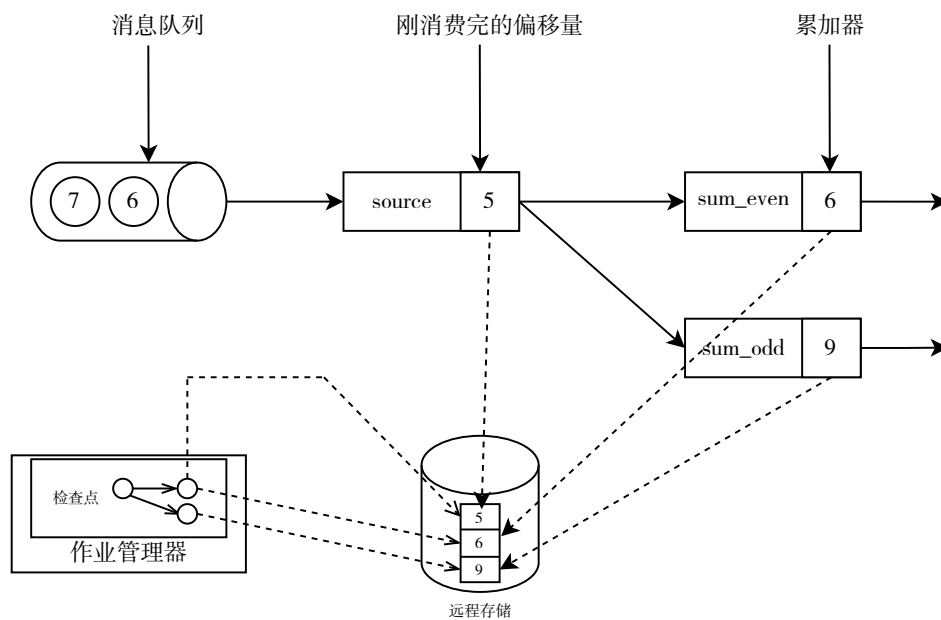 消息队列
刚消费完的偏移量
累加器
7
6
source
5
sum_even
6
sum_odd
9
检查点
作业管理器
5
6
9
远程存储